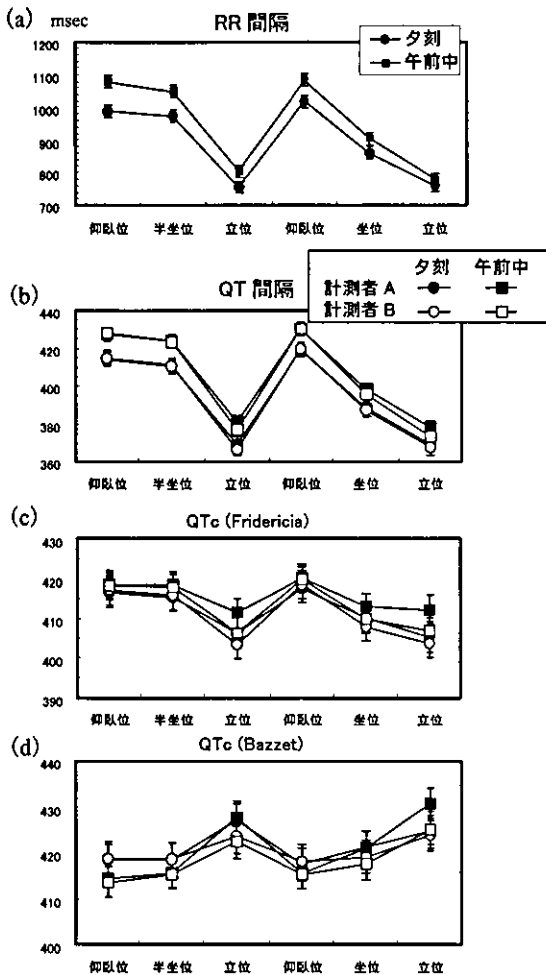 (a) msec RR 間隔
夕刻
午前中
1200
1100
1000
900
800
700
仰臥位 半坐位 立位 仰臥位 坐位 立位
夕刻 午前中
計測者 A
計測者 B
(b) QT 間隔
440
420
400
380
360
仰臥位 半坐位 立位 仰臥位 坐位 立位
(c) QTc (Fridericia)
430
420
410
400
390
仰臥位 半坐位 立位 仰臥位 坐位 立位
(d) QTc (Bazzet)
440
430
420
410
400
仰臥位 半坐位 立位 仰臥位 坐位 立位